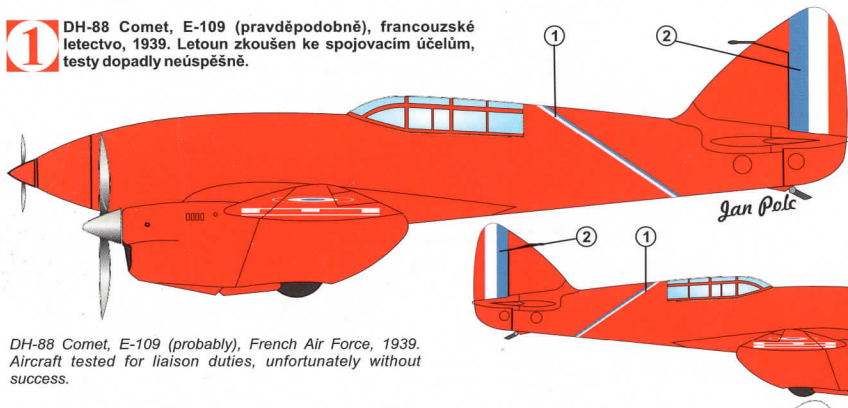 1
DH-88 Comet, E-109 (pravděpodobně), francouzské
letectvo, 1939. Letoun zkoušen ke spojovacím účelům,
testy dopadly neúspěšně.
1
2
Jan Polc
2
1
DH-88 Comet, E-109 (probably), French Air Force, 1939.
Aircraft tested for liaison duties, unfortunately without
success.